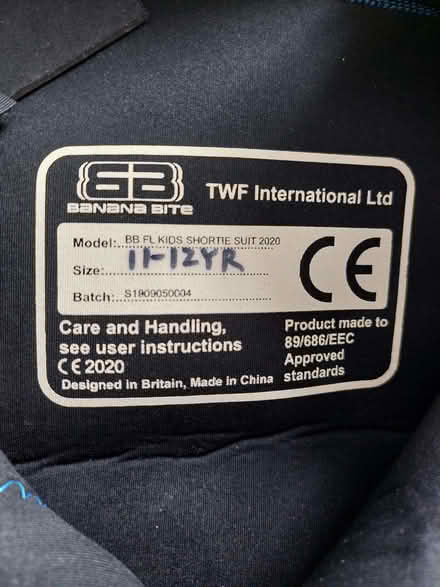 BANANA BITE
TWF International Ltd
Model: BB FL KIDS SHORTIE SUIT 2020
Size: 11-12YR
Batch: S1909050004
CE
Care and Handling,
see user instructions
CE 2020
Designed in Britain, Made in China
Product made to
89/686/EEC
Approved
standards